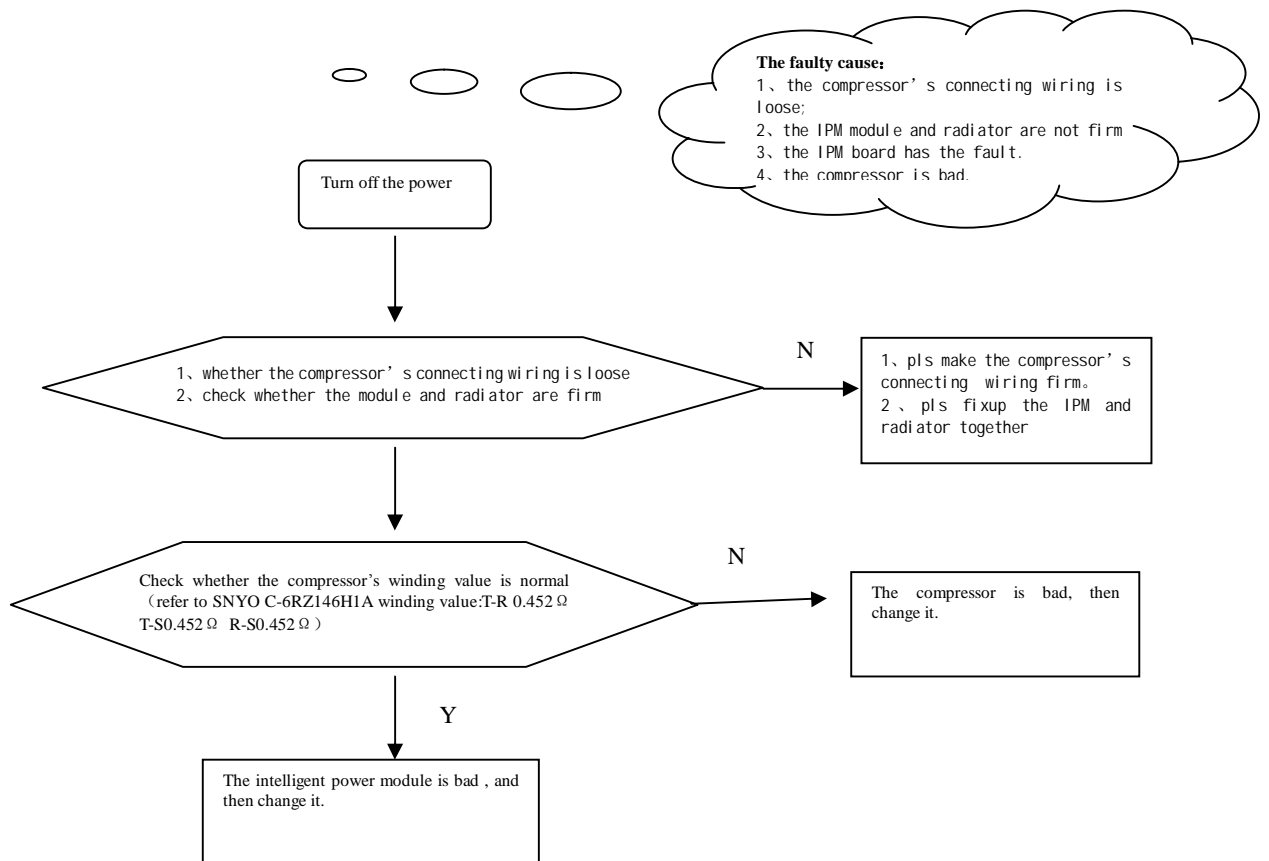 The faulty cause：
1、the compressor’s connecting wiring is
loose;
2、the IPM module and radiator are not firm
3、the IPM board has the fault.
4、the compressor is bad.
Turn off the power
1、whether the compressor’s connecting wiring is loose
2、check whether the module and radiator are firm
N
1、pls make the compressor’s
connecting wiring firm。
2、pls fixup the IPM and
radiator together
Check whether the compressor’s winding value is normal
（refer to SNYO C-6RZ146H1A winding value:T-R 0.452Ω
T-S0.452Ω R-S0.452Ω）
N
The compressor is bad, then
change it.
Y
The intelligent power module is bad , and
then change it.